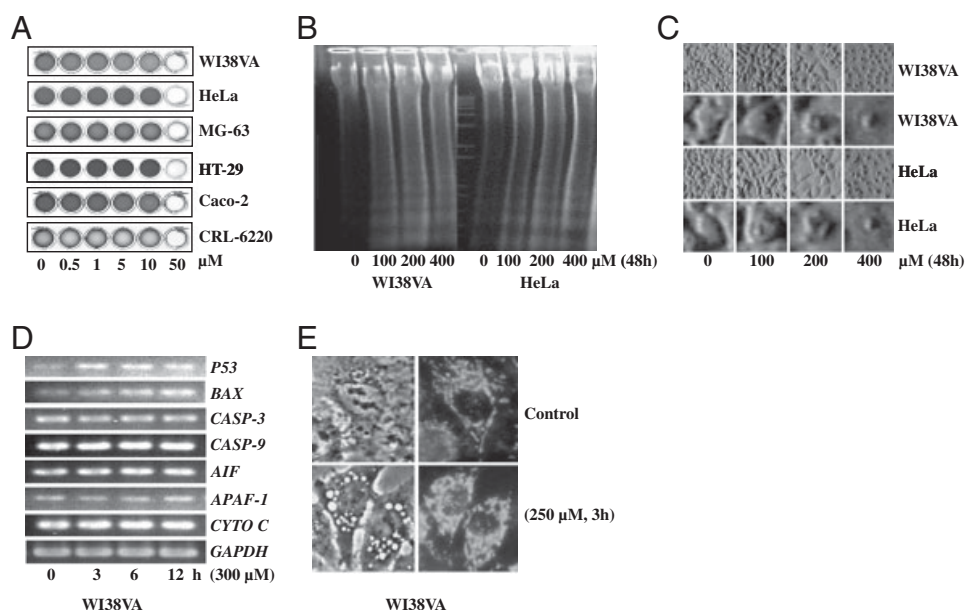 A
WI38VA
HeLa
MG-63
HT-29
Caco-2
CRL-6220
0 0.5 1 5 10 50 µM
B
0 100 200 400 0 100 200 400 µM (48h)
WI38VA HeLa
C
WI38VA
WI38VA
HeLa
HeLa
0 100 200 400 µM (48h)
D
P53
BAX
CASP-3
CASP-9
AIF
APAF-1
CYTO C
GAPDH
0 3 6 12 h (300 µM)
WI38VA
E
Control
(250 µM, 3h)
WI38VA